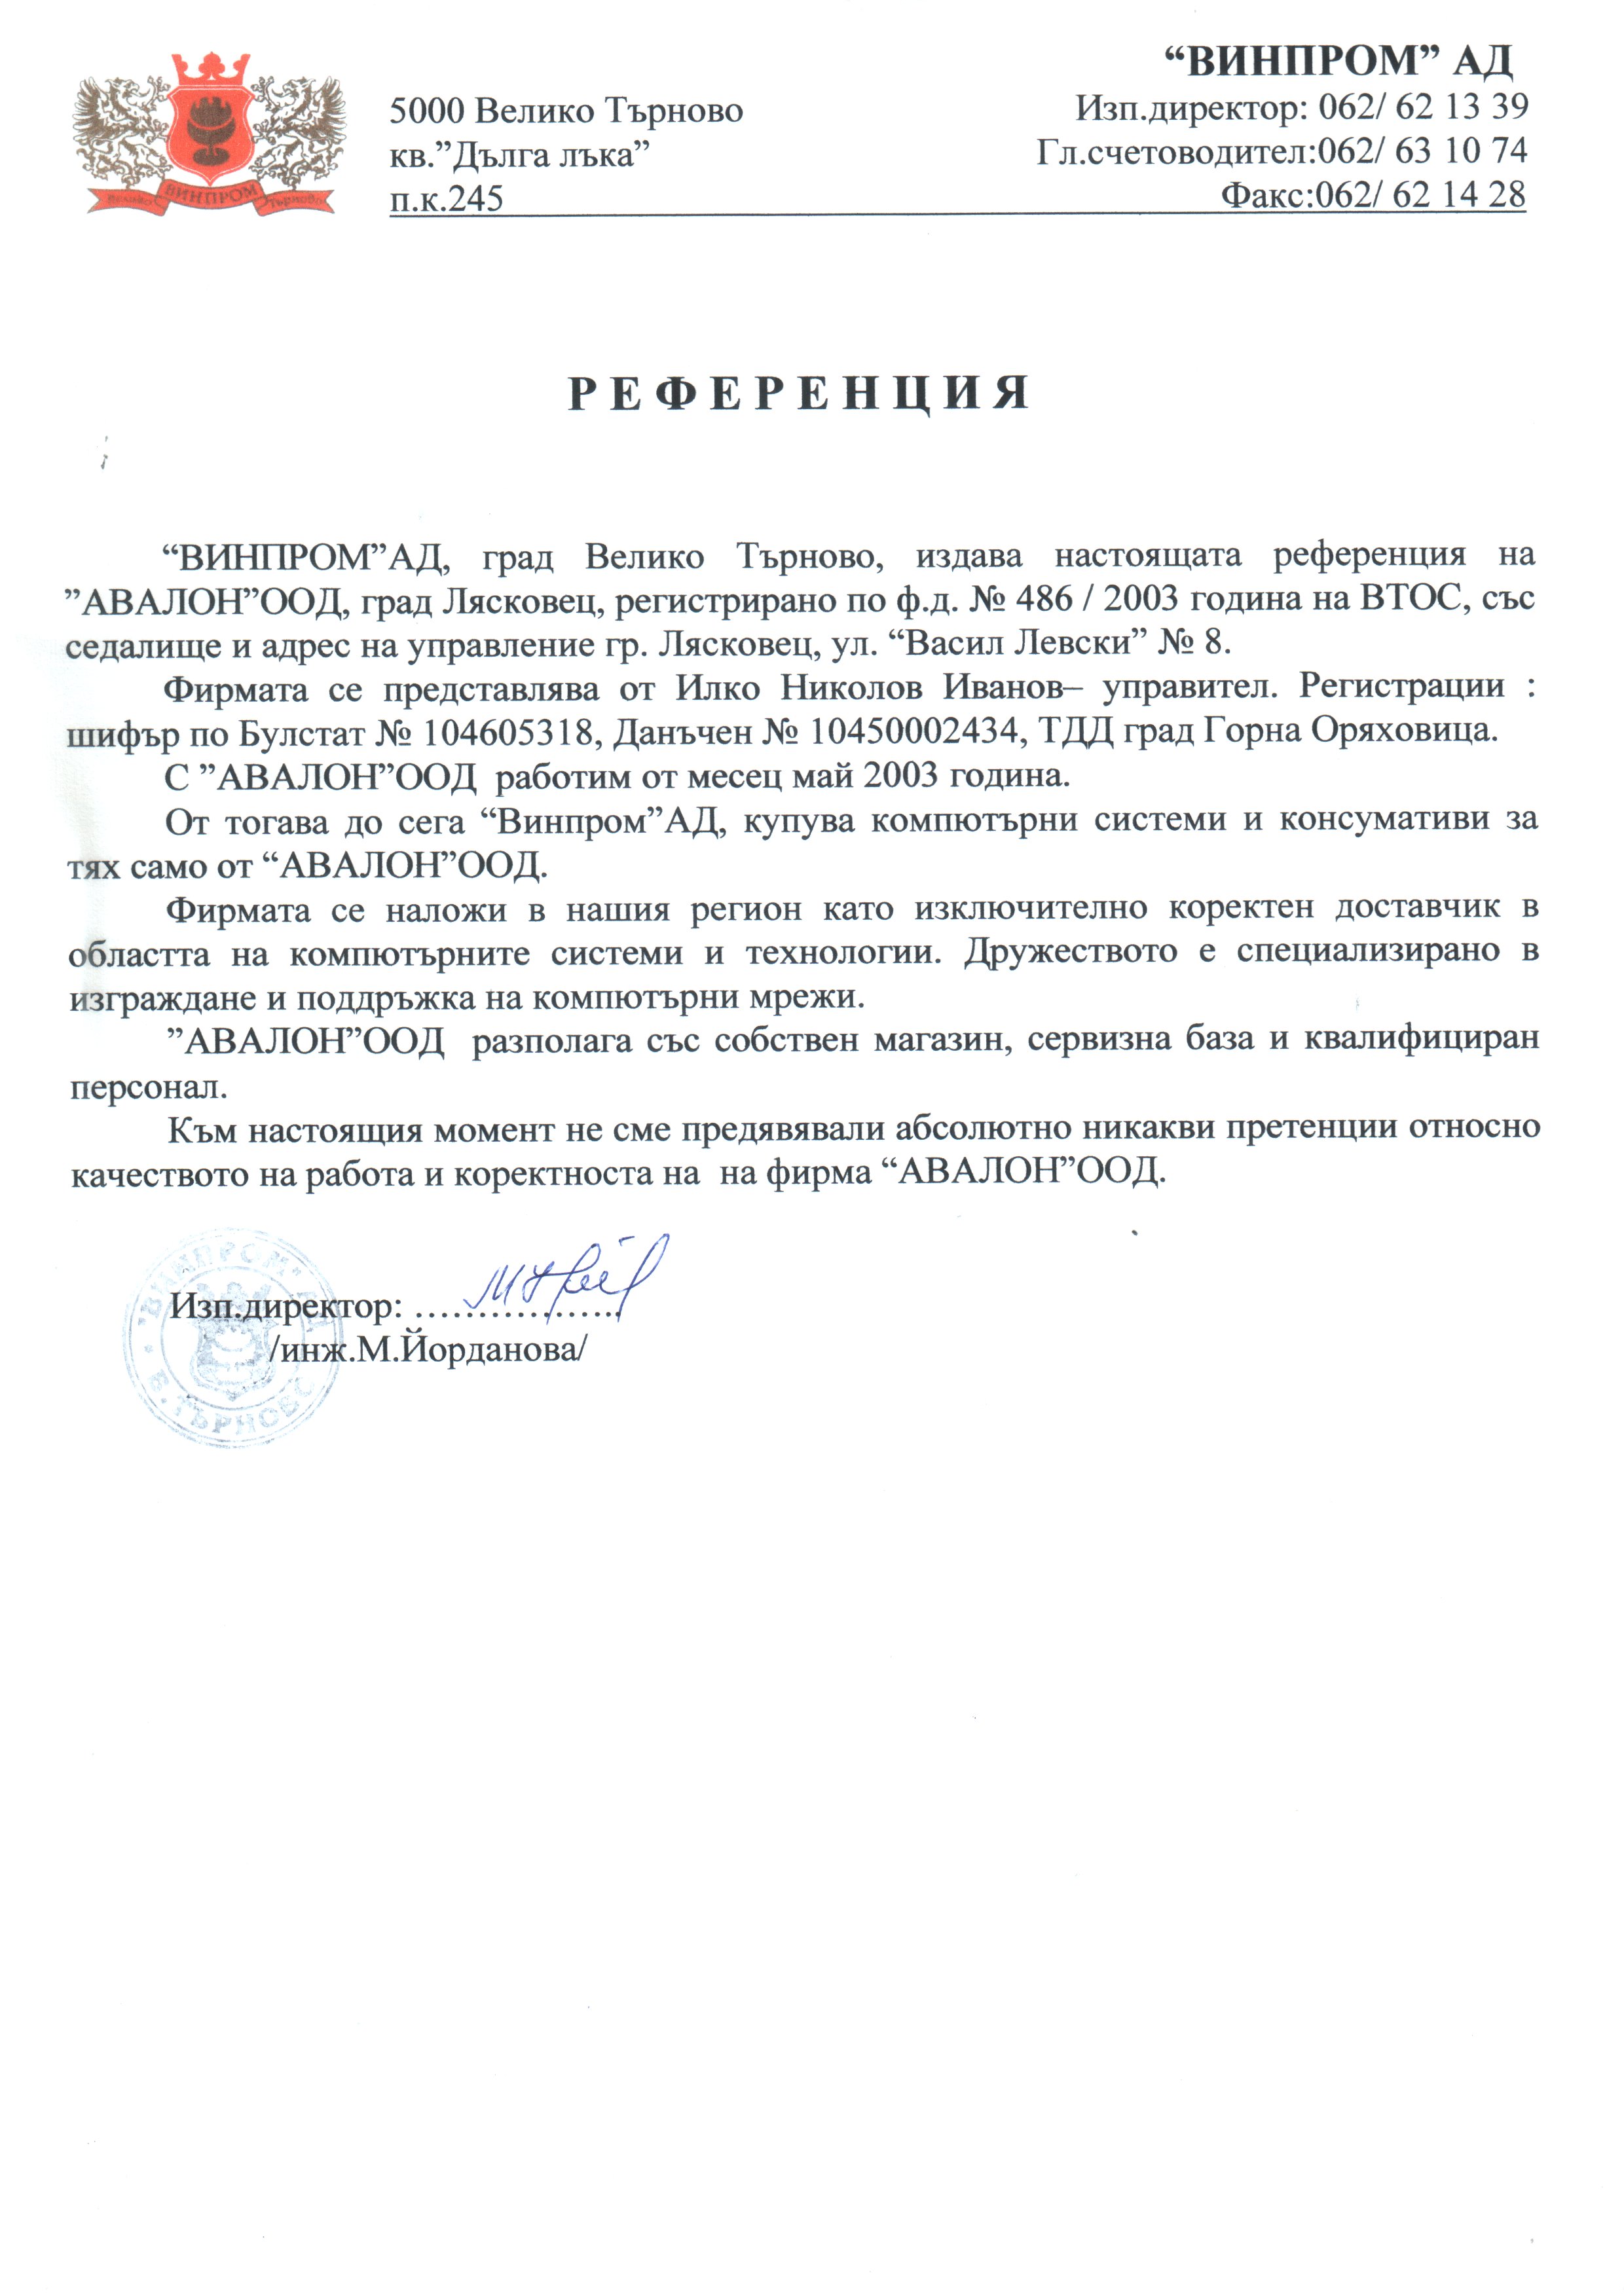 “ВИНПРОМ” АД
5000 Велико Търново
Изп.директор: 062/ 62 13 39
кв.”Дълга лъка”
Гл.счетоводител:062/ 63 10 74
п.к.245
Факс:062/ 62 14 28
Велико ВИНПРОМ Търново
РЕФЕРЕНЦИЯ
“ВИНПРОМ”АД, град Велико Търново, издава настоящата референция на
”АВАЛОН”ООД, град Лясковец, регистрирано по ф.д. № 486 / 2003 година на ВТОС, със
седалище и адрес на управление гр. Лясковец, ул. “Васил Левски” № 8.
Фирмата се представлява от Илко Николов Иванов– управител. Регистрации :
шифър по Булстат № 104605318, Данъчен № 10450002434, ТДД град Горна Оряховица.
С ”АВАЛОН”ООД работим от месец май 2003 година.
От тогава до сега “Винпром”АД, купува компютърни системи и консумативи за
тях само от “АВАЛОН”ООД.
Фирмата се наложи в нашия регион като изключително коректен доставчик в
областта на компютърните системи и технологии. Дружеството е специализирано в
изграждане и поддръжка на компютърни мрежи.
”АВАЛОН”ООД разполага със собствен магазин, сервизна база и квалифициран
персонал.
Към настоящия момент не сме предявявали абсолютно никакви претенции относно
качеството на работа и коректноста на на фирма “АВАЛОН”ООД.
Изп.директор: ……………..
/инж.М.Йорданова/
"ВИНПРОМ" АД
В. ТЪРНОВО